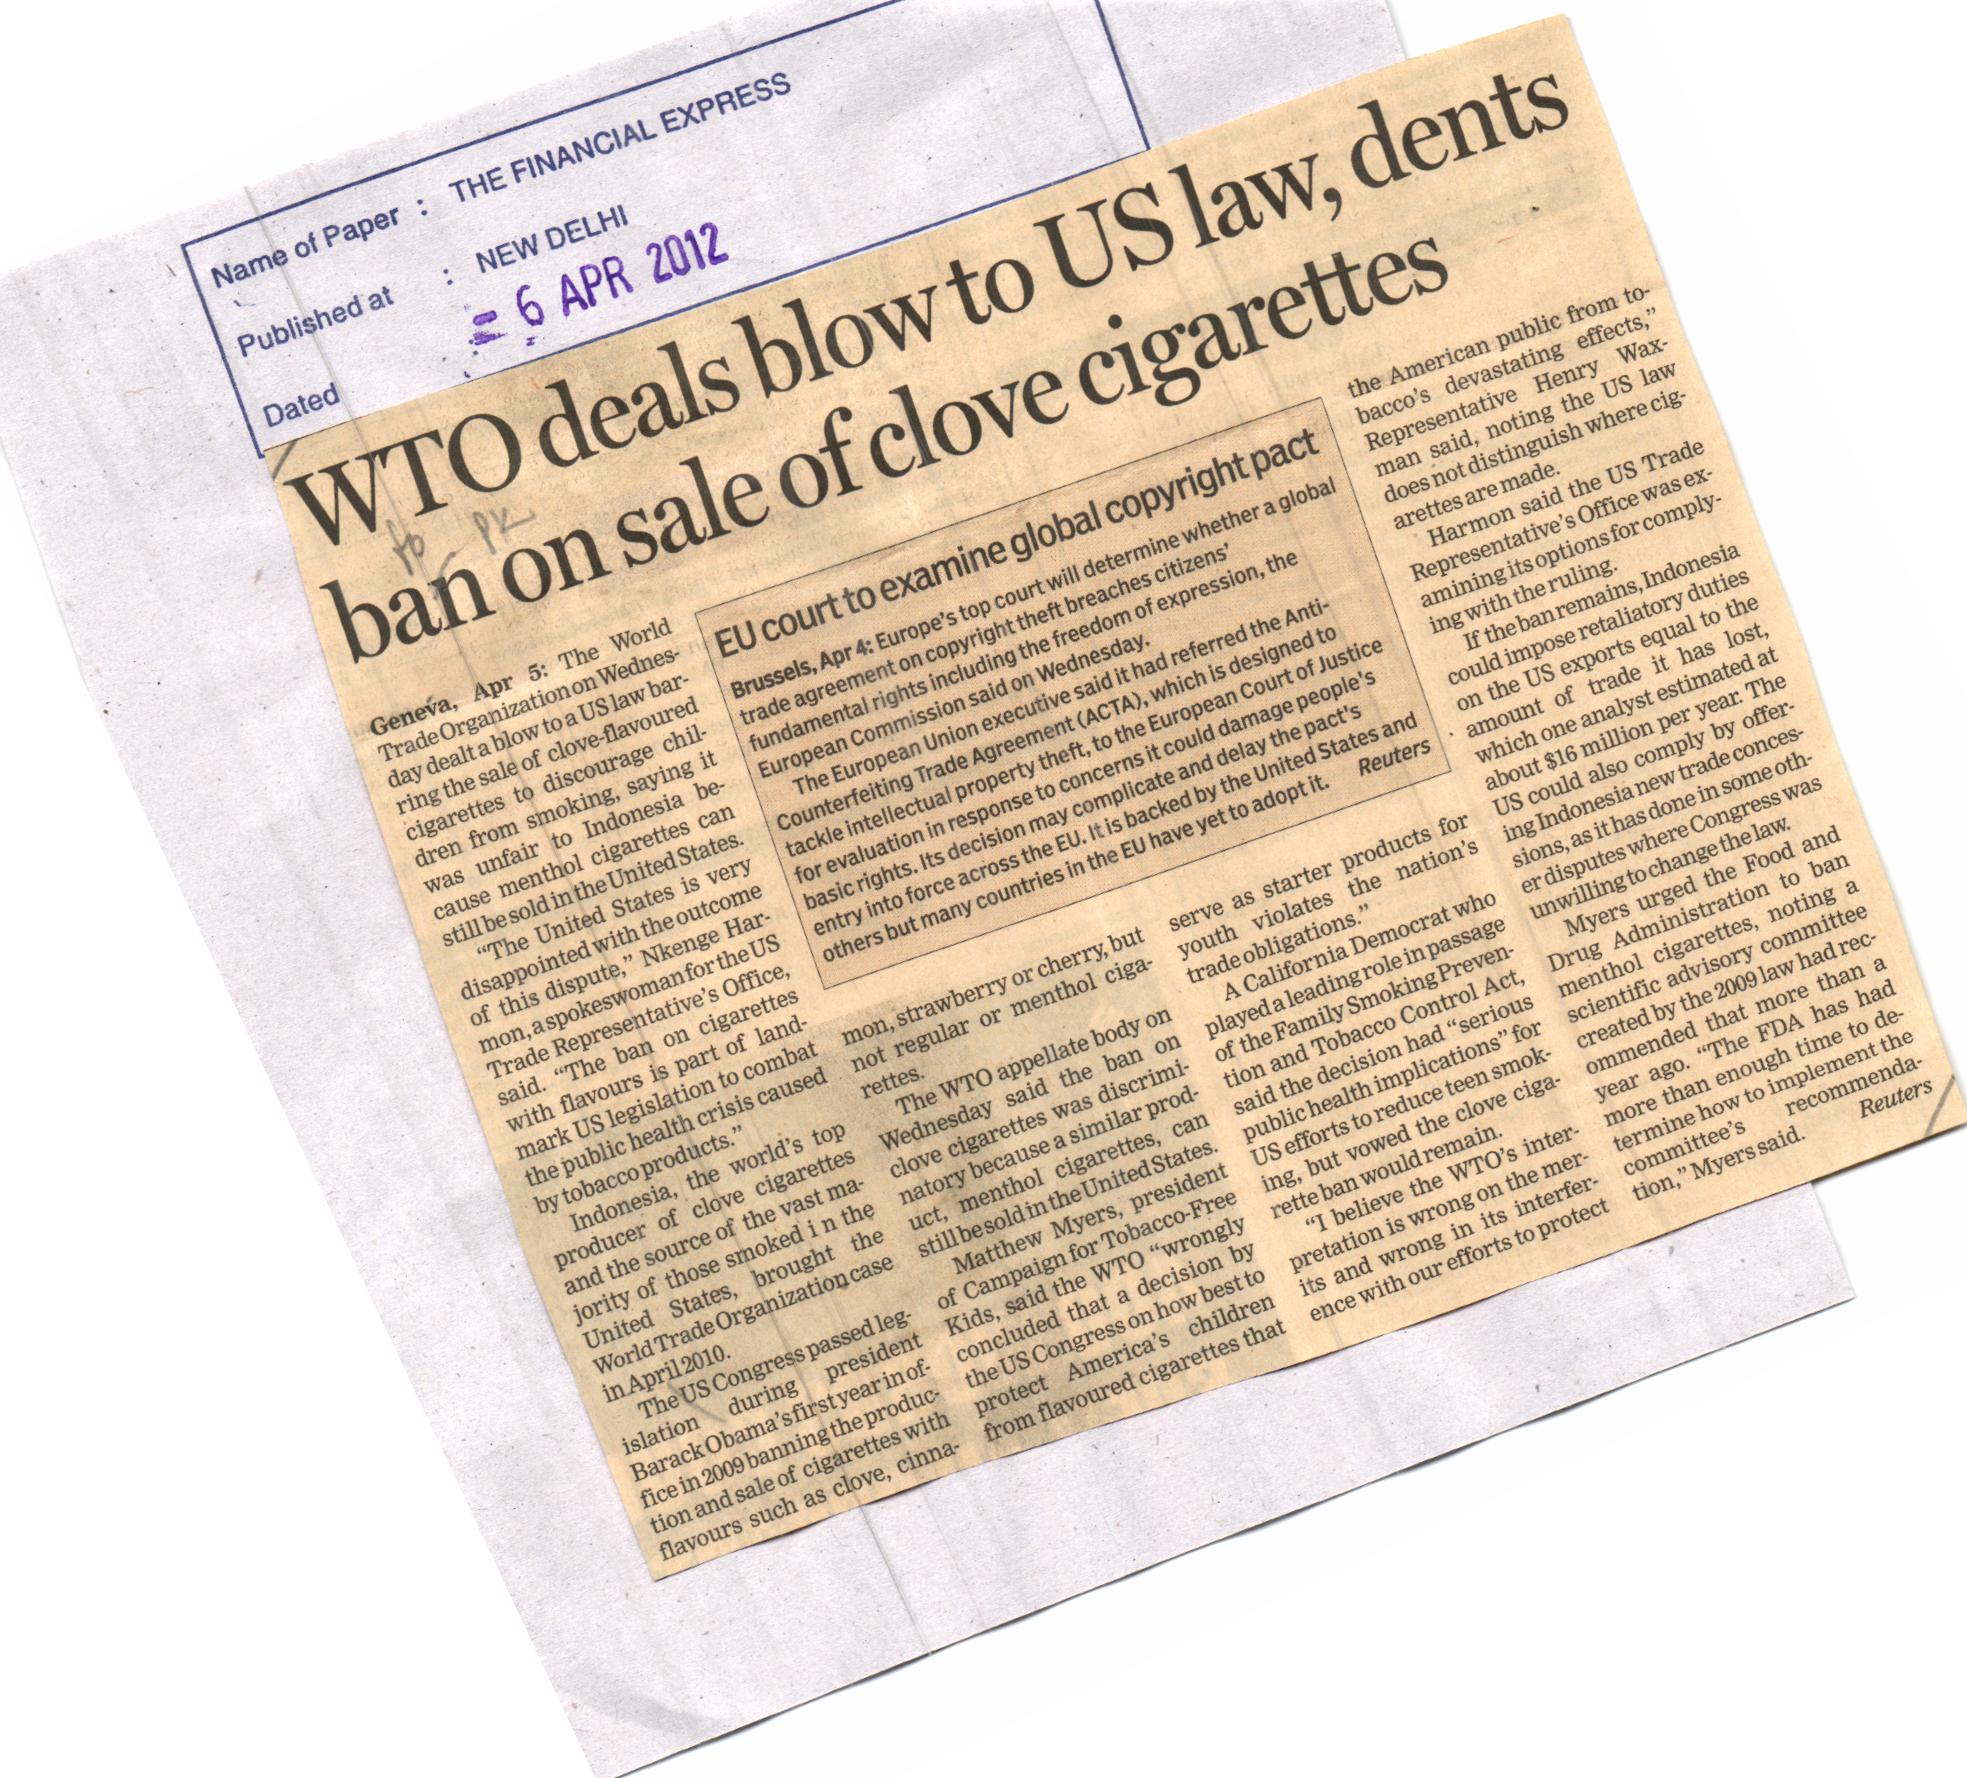 Name of Paper : THE FINANCIAL EXPRESS
Published at : NEW DELHI
Dated : - 6 APR 2012
WTO deals blow to US law, dents
ban on sale of clove cigarettes
to
PK
Geneva, Apr 5: The World
Trade Organization on Wednes-
day dealt a blow to a US law bar-
ring the sale of clove-flavoured
cigarettes to discourage chil-
dren from smoking, saying it
was unfair to Indonesia be-
cause menthol cigarettes can
still be sold in the United States.
“The United States is very
disappointed with the outcome
of this dispute,” Nkenge Har-
mon, a spokeswoman for the US
Trade Representative’s Office,
said. “The ban on cigarettes
with flavours is part of land-
mark US legislation to combat
the public health crisis caused
by tobacco products.”
Indonesia, the world’s top
producer of clove cigarettes
and the source of the vast ma-
jority of those smoked i n the
United States, brought the
World Trade Organization case
in April 2010.
The US Congress passed leg-
islation during president
Barack Obama’s first year in of-
fice in 2009 banning the produc-
tion and sale of cigarettes with
flavours such as clove, cinna-
EU court to examine global copyright pact
Brussels, Apr 4: Europe’s top court will determine whether a global
trade agreement on copyright theft breaches citizens’
fundamental rights including the freedom of expression, the
European Commission said on Wednesday.
The European Union executive said it had referred the Anti-
Counterfeiting Trade Agreement (ACTA), which is designed to
tackle intellectual property theft, to the European Court of Justice
for evaluation in response to concerns it could damage people's
basic rights. Its decision may complicate and delay the pact's
entry into force across the EU. It is backed by the United States and
others but many countries in the EU have yet to adopt it. Reuters
mon, strawberry or cherry, but
not regular or menthol ciga-
rettes.
The WTO appellate body on
Wednesday said the ban on
clove cigarettes was discrimi-
natory because a similar prod-
uct, menthol cigarettes, can
still be sold in the United States.
Matthew Myers, president
of Campaign for Tobacco-Free
Kids, said the WTO “wrongly
concluded that a decision by
the US Congress on how best to
protect America’s children
from flavoured cigarettes that
serve as starter products for
youth violates the nation’s
trade obligations.”
A California Democrat who
played a leading role in passage
of the Family Smoking Preven-
tion and Tobacco Control Act,
said the decision had “serious
public health implications” for
US efforts to reduce teen smok-
ing, but vowed the clove ciga-
rette ban would remain.
“I believe the WTO’s inter-
pretation is wrong on the mer-
its and wrong in its interfer-
ence with our efforts to protect
the American public from to-
bacco’s devastating effects,”
Representative Henry Wax-
man said, noting the US law
does not distinguish where cig-
arettes are made.
Harmon said the US Trade
Representative’s Office was ex-
amining its options for comply-
ing with the ruling.
If the ban remains, Indonesia
could impose retaliatory duties
on the US exports equal to the
amount of trade it has lost,
which one analyst estimated at
about $16 million per year. The
US could also comply by offer-
ing Indonesia new trade conces-
sions, as it has done in some oth-
er disputes where Congress was
unwilling to change the law.
Myers urged the Food and
Drug Administration to ban
menthol cigarettes, noting a
scientific advisory committee
created by the 2009 law had rec-
ommended that more than a
year ago. “The FDA has had
more than enough time to de-
termine how to implement the
committee’s recommenda-
tion,” Myers said. Reuters